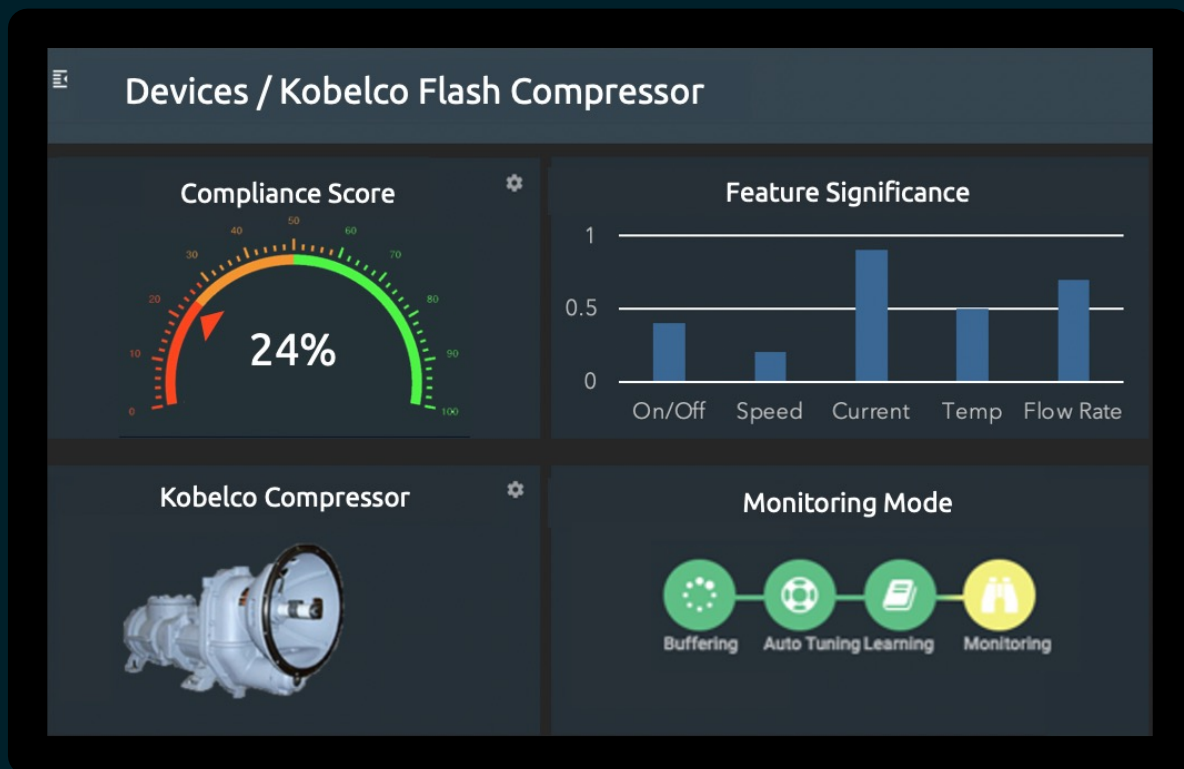 Devices / Kobelco Flash Compressor
Compliance Score
0
10
20
30
40
50
60
70
80
90
100
24%
Feature Significance
1
0.5
0
On/Off Speed Current Temp Flow Rate
Kobelco Compressor
Monitoring Mode
Buffering Auto Tuning Learning Monitoring